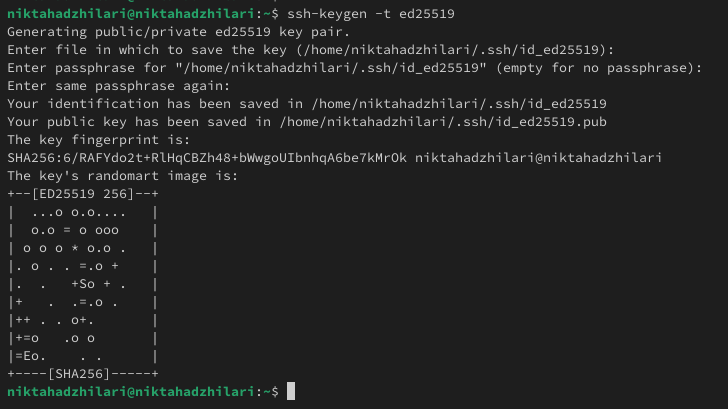 niktahadzhilari@niktahadzhilari:~$ ssh-keygen -t ed25519
Generating public/private ed25519 key pair.
Enter file in which to save the key (/home/niktahadzhilari/.ssh/id_ed25519):
Enter passphrase for "/home/niktahadzhilari/.ssh/id_ed25519" (empty for no passphrase):
Enter same passphrase again:
Your identification has been saved in /home/niktahadzhilari/.ssh/id_ed25519
Your public key has been saved in /home/niktahadzhilari/.ssh/id_ed25519.pub
The key fingerprint is:
SHA256:6/RAFYdo2t+RlHqCBZh48+bWwgoUIbnhqA6be7kMrOk niktahadzhilari@niktahadzhilari
The key's randomart image is:
+--[ED25519 256]--+
|  ...o o.o....   |
|  o.o = o ooo    |
| o o o * o.o .   |
|. o . . =.o +    |
|.  .   +So + .   |
|+   .  .=.o .    |
|++ . . o+.       |
|+=o   .o o       |
|=Eo.    . .      |
+----[SHA256]-----+
niktahadzhilari@niktahadzhilari:~$